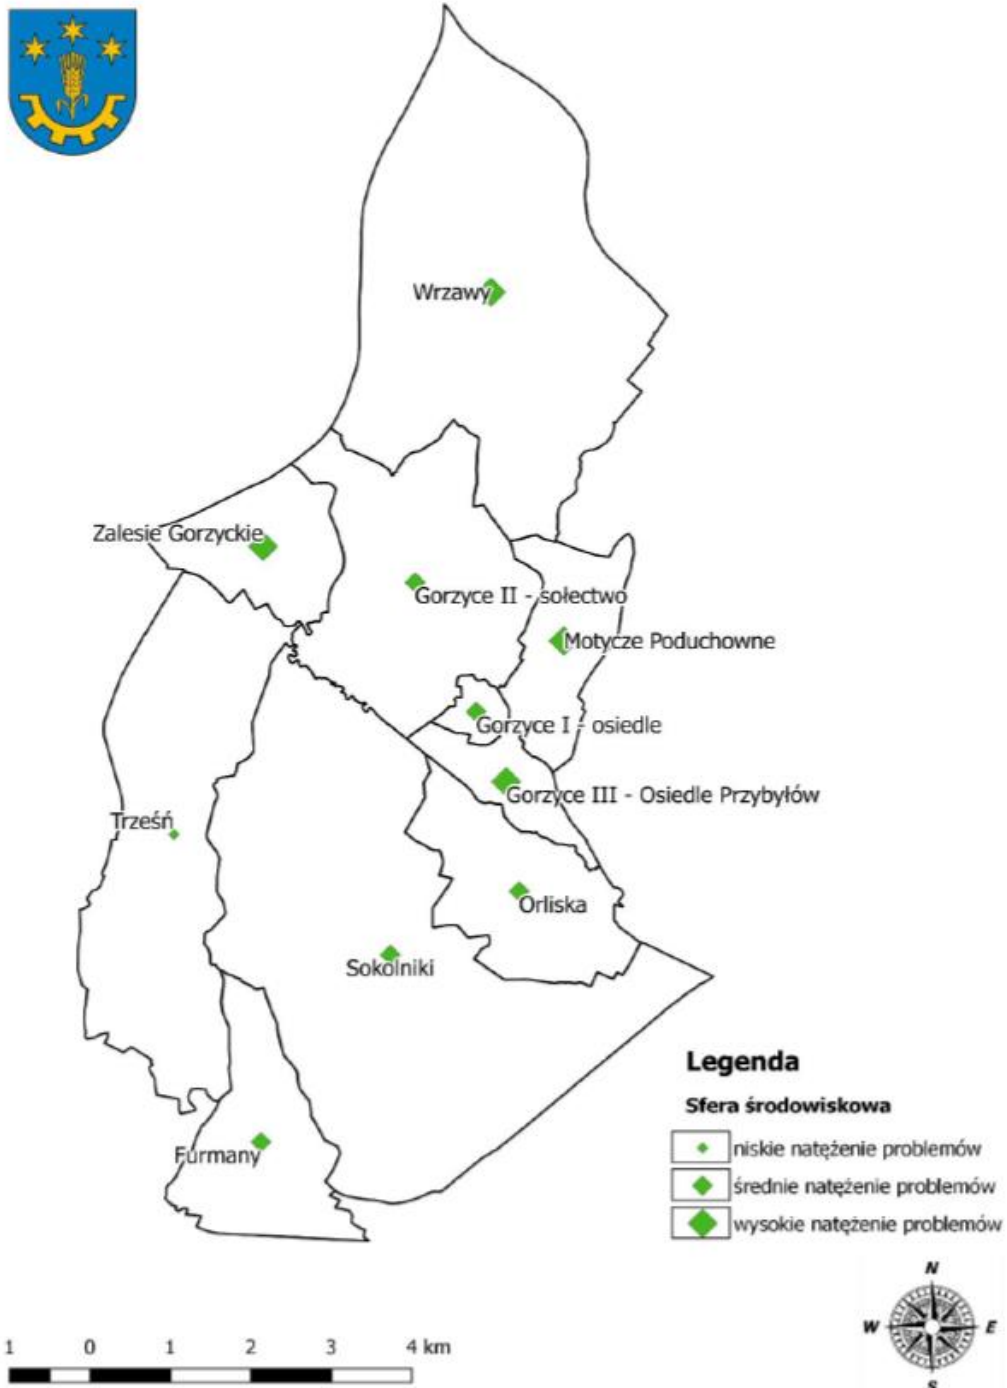 Wrzawy
Zalesie Gorzyckie
Gorzyce II - sołectwo
Motycze Poduchowne
Gorzyce I - osiedle
Gorzyce III - Osiedle Przybyłów
Trześń
Orliska
Sokolniki
Furmany
Legenda
Sfera środowiskowa
niskie natężenie problemów
średnie natężenie problemów
wysokie natężenie problemów
N
W E
S
1 0 1 2 3 4 km